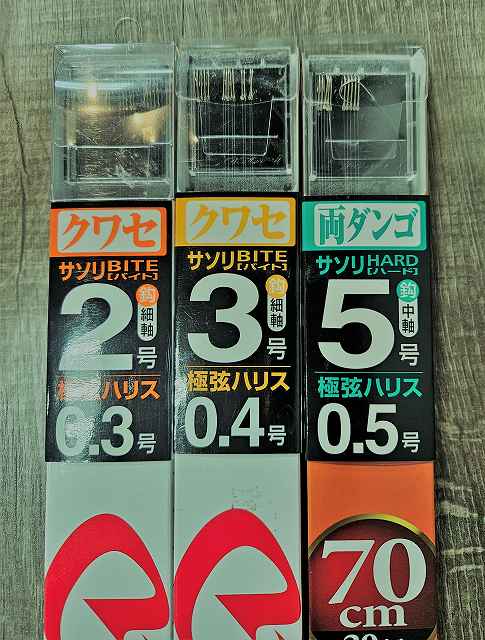 クワセ
サソリBITE
[バイト]
2号
鈎
細軸
極弦ハリス
0.3号
クワセ
サソリBITE
[バイト]
3号
鈎
細軸
極弦ハリス
0.4号
両ダンゴ
サソリHARD
[ハード]
5号
鈎
中軸
極弦ハリス
0.5号
70
cm